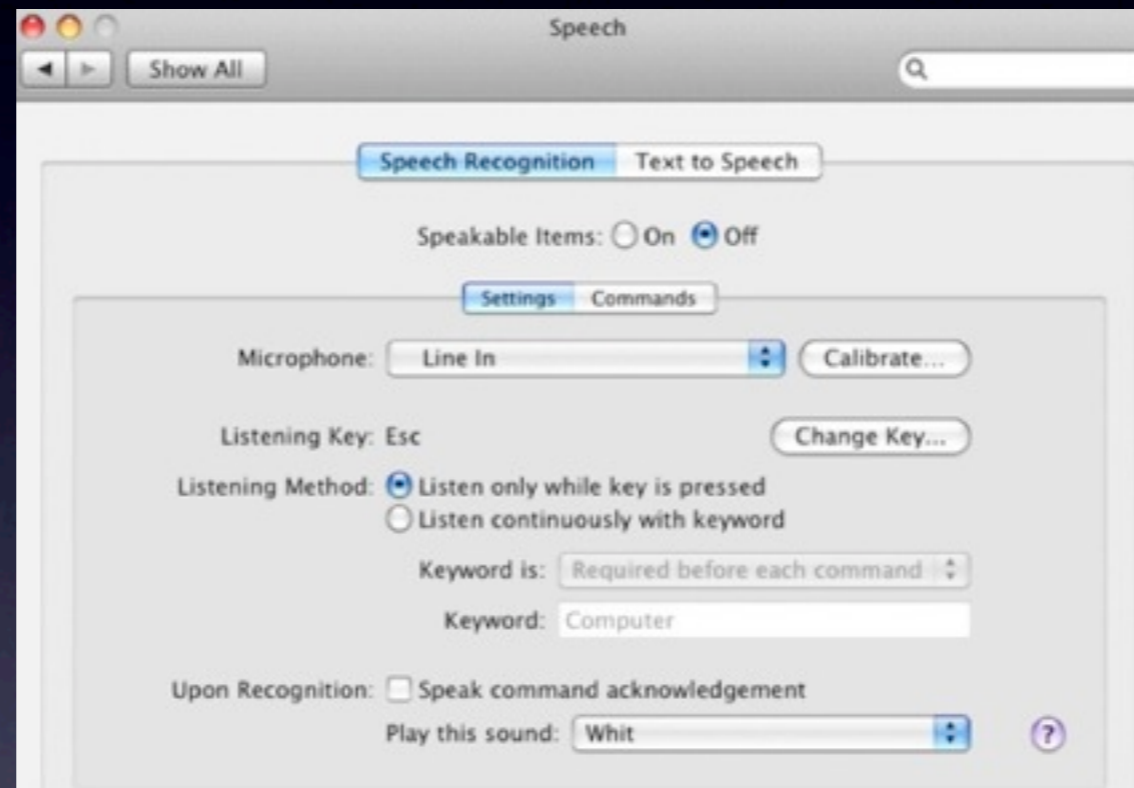 Speech
Show All
Speech Recognition Text to Speech
Speakable Items: On Off
Settings Commands
Microphone: Line In Calibrate...
Listening Key: Esc Change Key...
Listening Method: Listen only while key is pressed
Listen continuously with keyword
Keyword is: Required before each command
Keyword: Computer
Upon Recognition: Speak command acknowledgement
Play this sound: Whit ?